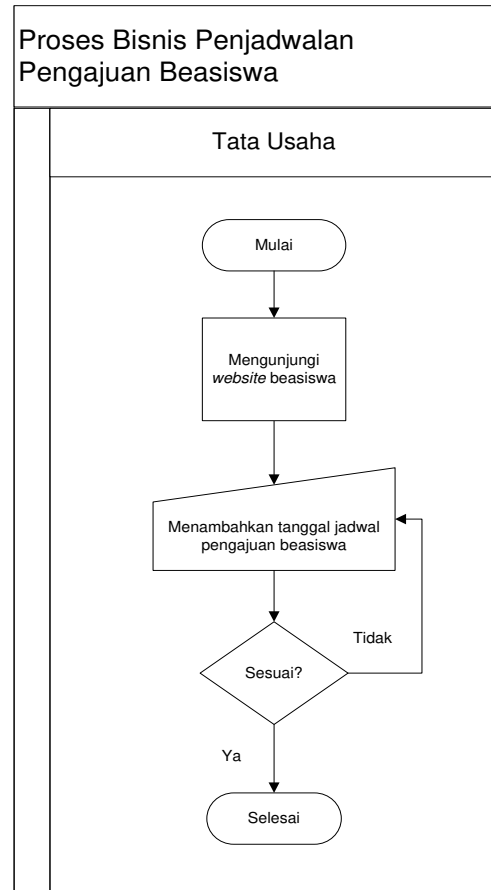 Proses Bisnis Penjadwalan
Pengajuan Beasiswa
Tata Usaha
Mulai
Mengunjungi
website beasiswa
Menambahkan tanggal jadwal
pengajuan beasiswa
Tidak
Sesuai?
Ya
Selesai